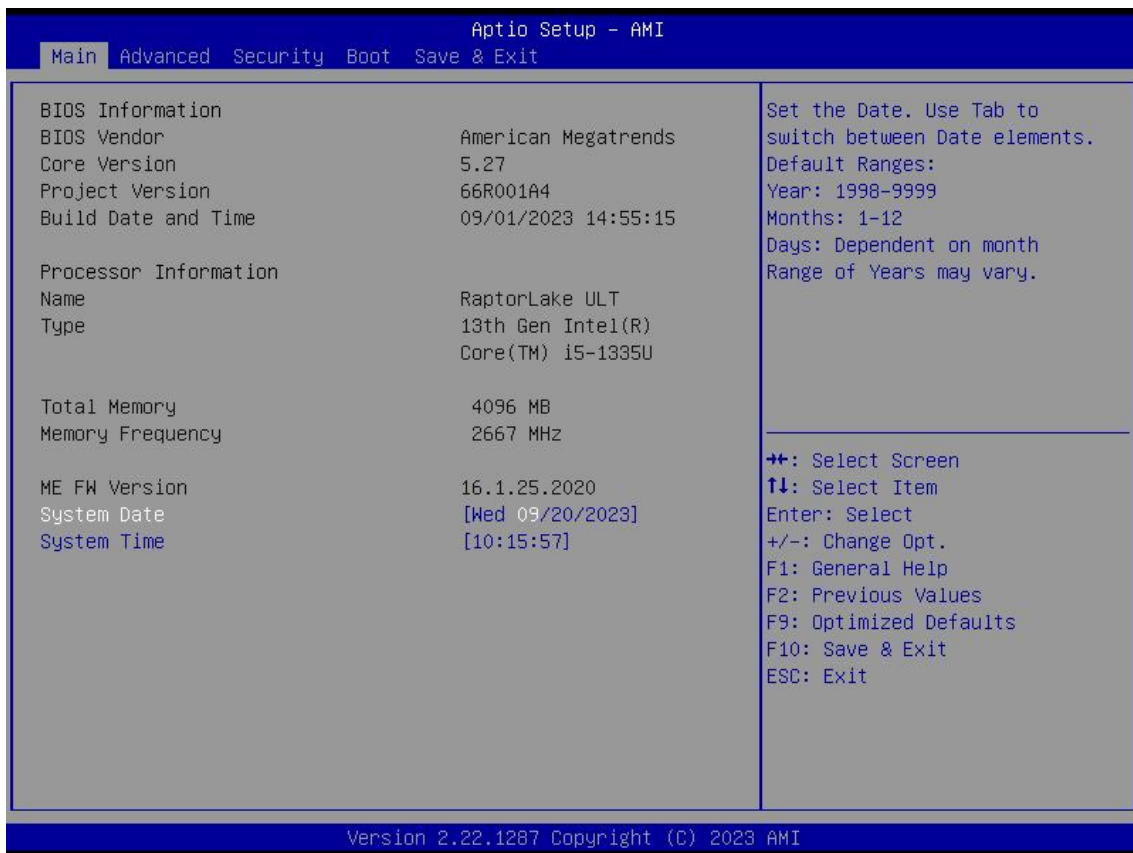 Aptio Setup - AMI
Main Advanced Security Boot Save & Exit
BIOS Information
BIOS Vendor American Megatrends
Core Version 5.27
Project Version 66R001A4
Build Date and Time 09/01/2023 14:55:15
Processor Information
Name RaptorLake ULT
Type 13th Gen Intel(R)
Core(TM) i5-1335U
Total Memory 4096 MB
Memory Frequency 2667 MHz
ME FW Version 16.1.25.2020
System Date [Wed 09/20/2023]
System Time [10:15:57]
Set the Date. Use Tab to
switch between Date elements.
Default Ranges:
Year: 1998-9999
Months: 1-12
Days: Dependent on month
Range of Years may vary.
→←: Select Screen
↑↓: Select Item
Enter: Select
+/-: Change Opt.
F1: General Help
F2: Previous Values
F9: Optimized Defaults
F10: Save & Exit
ESC: Exit
Version 2.22.1287 Copyright (C) 2023 AMI